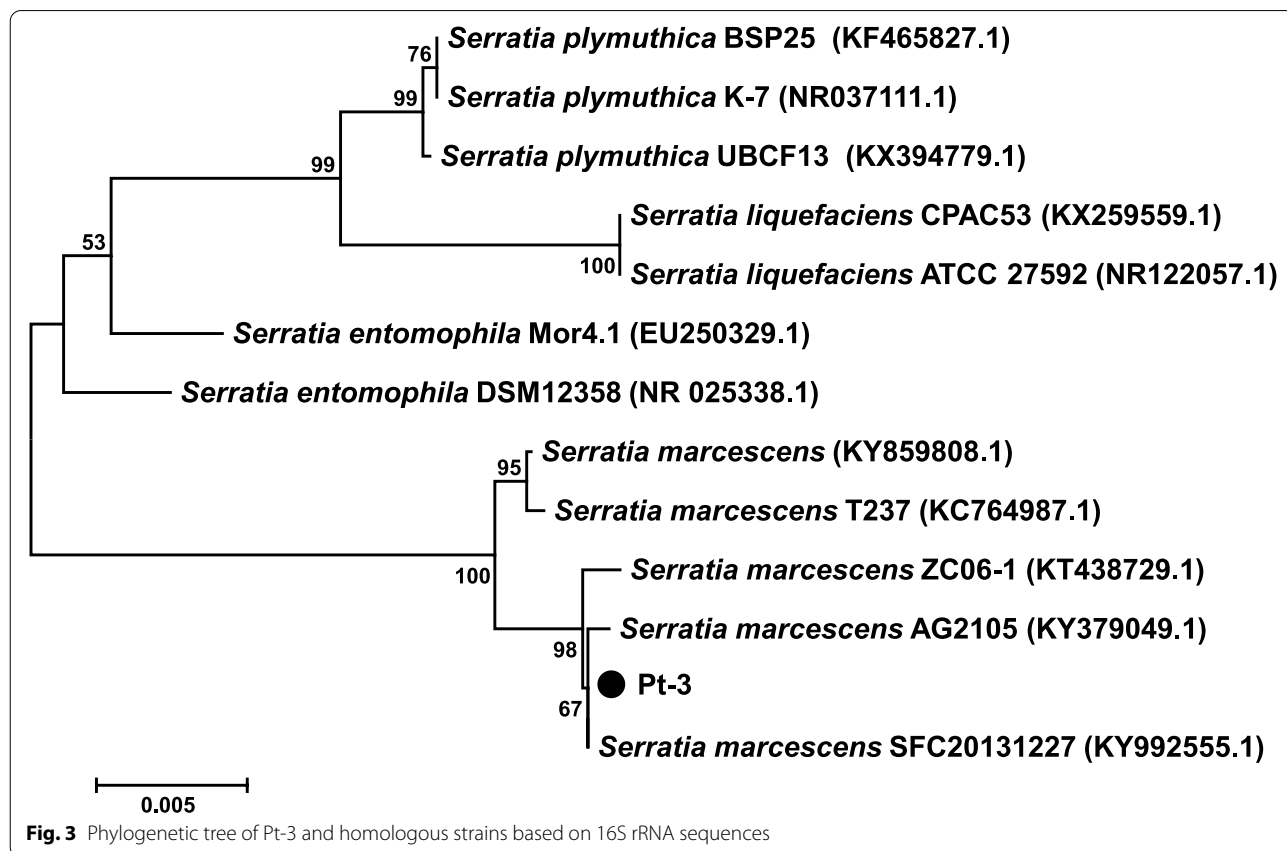 Serratia plymuthica BSP25 (KF465827.1)
76
Serratia plymuthica K-7 (NR037111.1)
99
Serratia plymuthica UBCF13 (KX394779.1)
99
Serratia liquefaciens CPAC53 (KX259559.1)
53
100
Serratia liquefaciens ATCC 27592 (NR122057.1)
Serratia entomophila Mor4.1 (EU250329.1)
Serratia entomophila DSM12358 (NR 025338.1)
Serratia marcescens (KY859808.1)
95
Serratia marcescens T237 (KC764987.1)
Serratia marcescens ZC06-1 (KT438729.1)
100
Serratia marcescens AG2105 (KY379049.1)
98
Pt-3
67
Serratia marcescens SFC20131227 (KY992555.1)
0.005
Fig. 3 Phylogenetic tree of Pt-3 and homologous strains based on 16S rRNA sequences